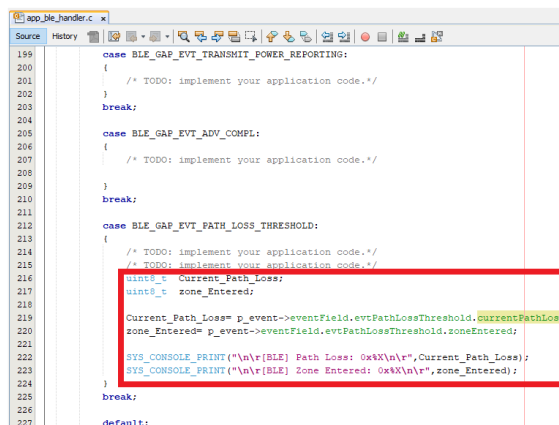 app_ble_handler.c x
Source History
199 case BLE_GAP_EVT_TRANSMIT_POWER_REPORTING:
200 {
201 /* TODO: implement your application code.*/
202 }
203 break;
204
205 case BLE_GAP_EVT_ADV_COMPL:
206 {
207 /* TODO: implement your application code.*/
208
209 }
210 break;
211
212 case BLE_GAP_EVT_PATH_LOSS_THRESHOLD:
213 {
214 /* TODO: implement your application code.*/
215 /* TODO: implement your application code.*/
216 uint8_t Current_Path_Loss;
217 uint8_t zone_Entered;
218
219 Current_Path_Loss= p_event->eventField.evtPathLossThreshold.currentPathLos
220 zone_Entered= p_event->eventField.evtPathLossThreshold.zoneEntered;
221
222 SYS_CONSOLE_PRINT("\n\r[BLE] Path Loss: 0x%X\n\r",Current_Path_Loss);
223 SYS_CONSOLE_PRINT("\n\r[BLE] Zone Entered: 0x%X\n\r",zone_Entered);
224 }
225 break;
226
227 default: